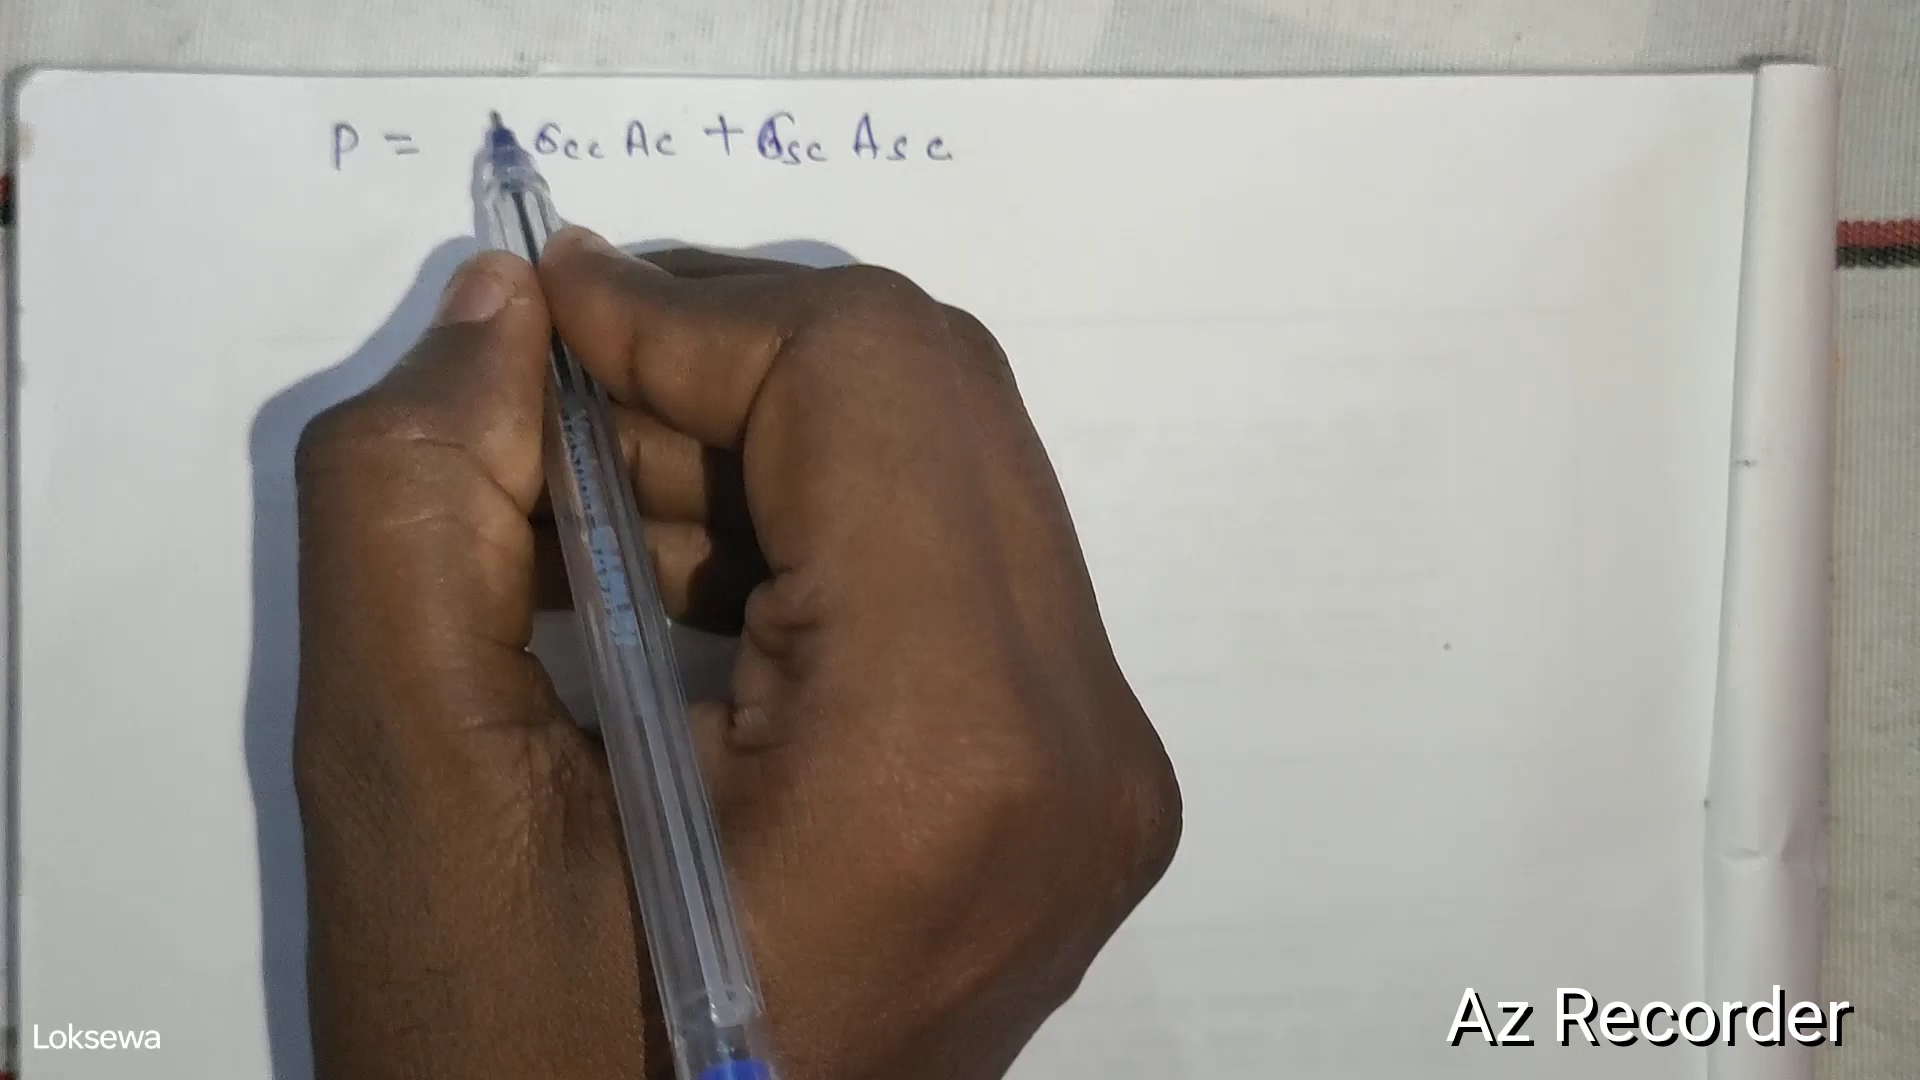 P = σcc Ac + σsc Asc
Loksewa
Az Recorder